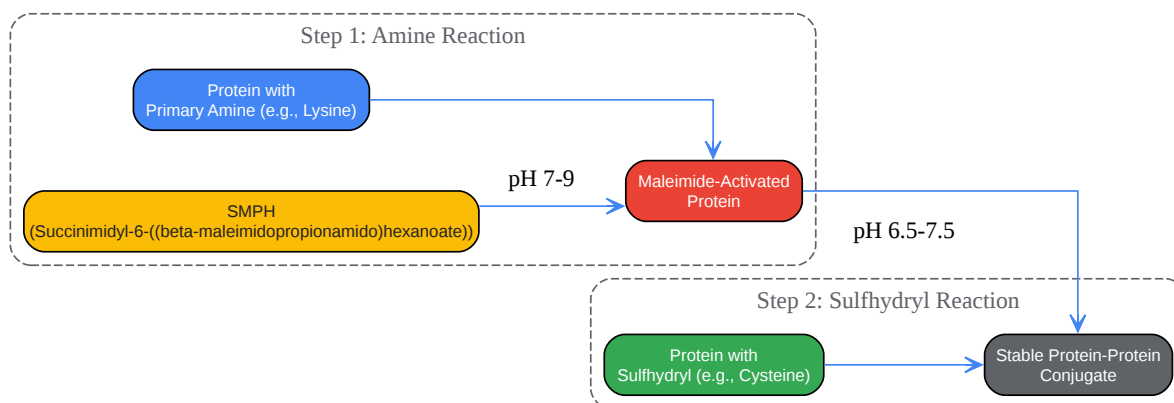 Step 1: Amine Reaction
Protein with
Primary Amine (e.g., Lysine)
pH 7-9
Maleimide-Activated
Protein
SMPH
(Succinimidyl-6-((beta-maleimidopropionamido)hexanoate))
pH 6.5-7.5
Step 2: Sulfhydryl Reaction
Protein with
Sulfhydryl (e.g., Cysteine)
Stable Protein-Protein
Conjugate